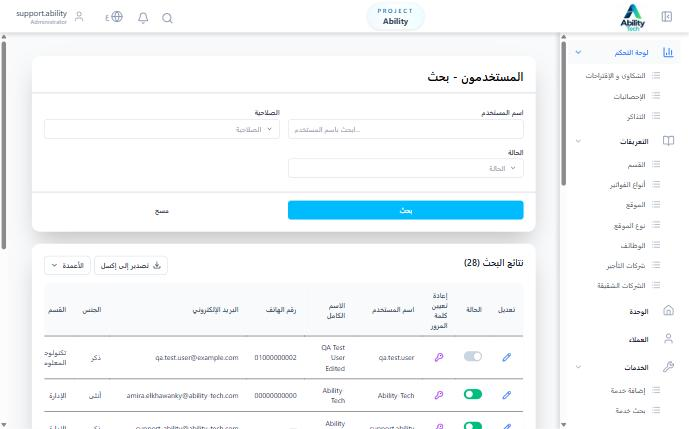 support.ability
Administrator
ع
PROJECT
Ability
Ability
Tech
لوحة التحكم
الشكاوى و الإقتراحات
الإحصائيات
التذاكر
التعريفات
القسم
أنواع الفواتير
الموقع
نوع الموقع
الوظائف
شركات التأجير
الشركات الشقيقة
الوحدة
العملاء
الخدمات
إضافة خدمة
بحث خدمة
المستخدمون - بحث
اسم المستخدم
الصلاحية
ابحث باسم المستخدم...
الصلاحية
الحالة
الحالة
بحث
مسح
نتائج البحث (28)
تصدير إلى إكسل
الأعمدة
تعديل
الحالة
إعادة تعيين كلمة المرور
اسم المستخدم
الاسم الكامل
رقم الهاتف
البريد الإلكتروني
الجنس
القسم
qa.test.user
QA Test User Edited
01000000002
qa.test.user@example.com
ذكر
Ability Tech
Ability Tech
00000000000
amira.elkhawanky@ability-tech.com
أنثى
الإدارة
Ability